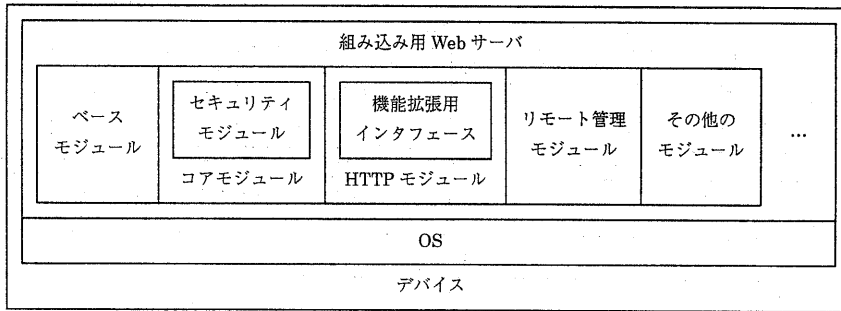 組み込み用 Web サーバ
ベース
モジュール
セキュリティ
モジュール
コアモジュール
機能拡張用
インタフェース
HTTP モジュール
リモート管理
モジュール
その他の
モジュール
…
OS
デバイス